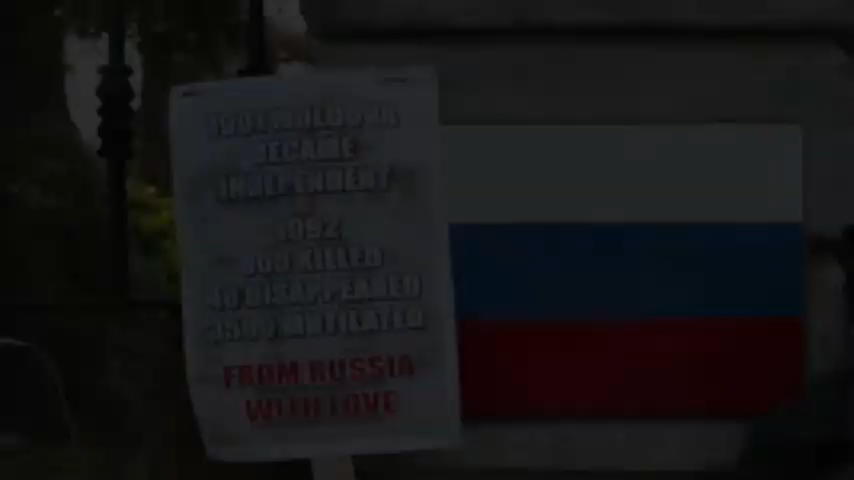 1991 MOLDOVA
BECAME
INDEPENDENT
1992
KILLED
DISAPPEARED
MUTILATED
FROM RUSSIA
WITH LOVE